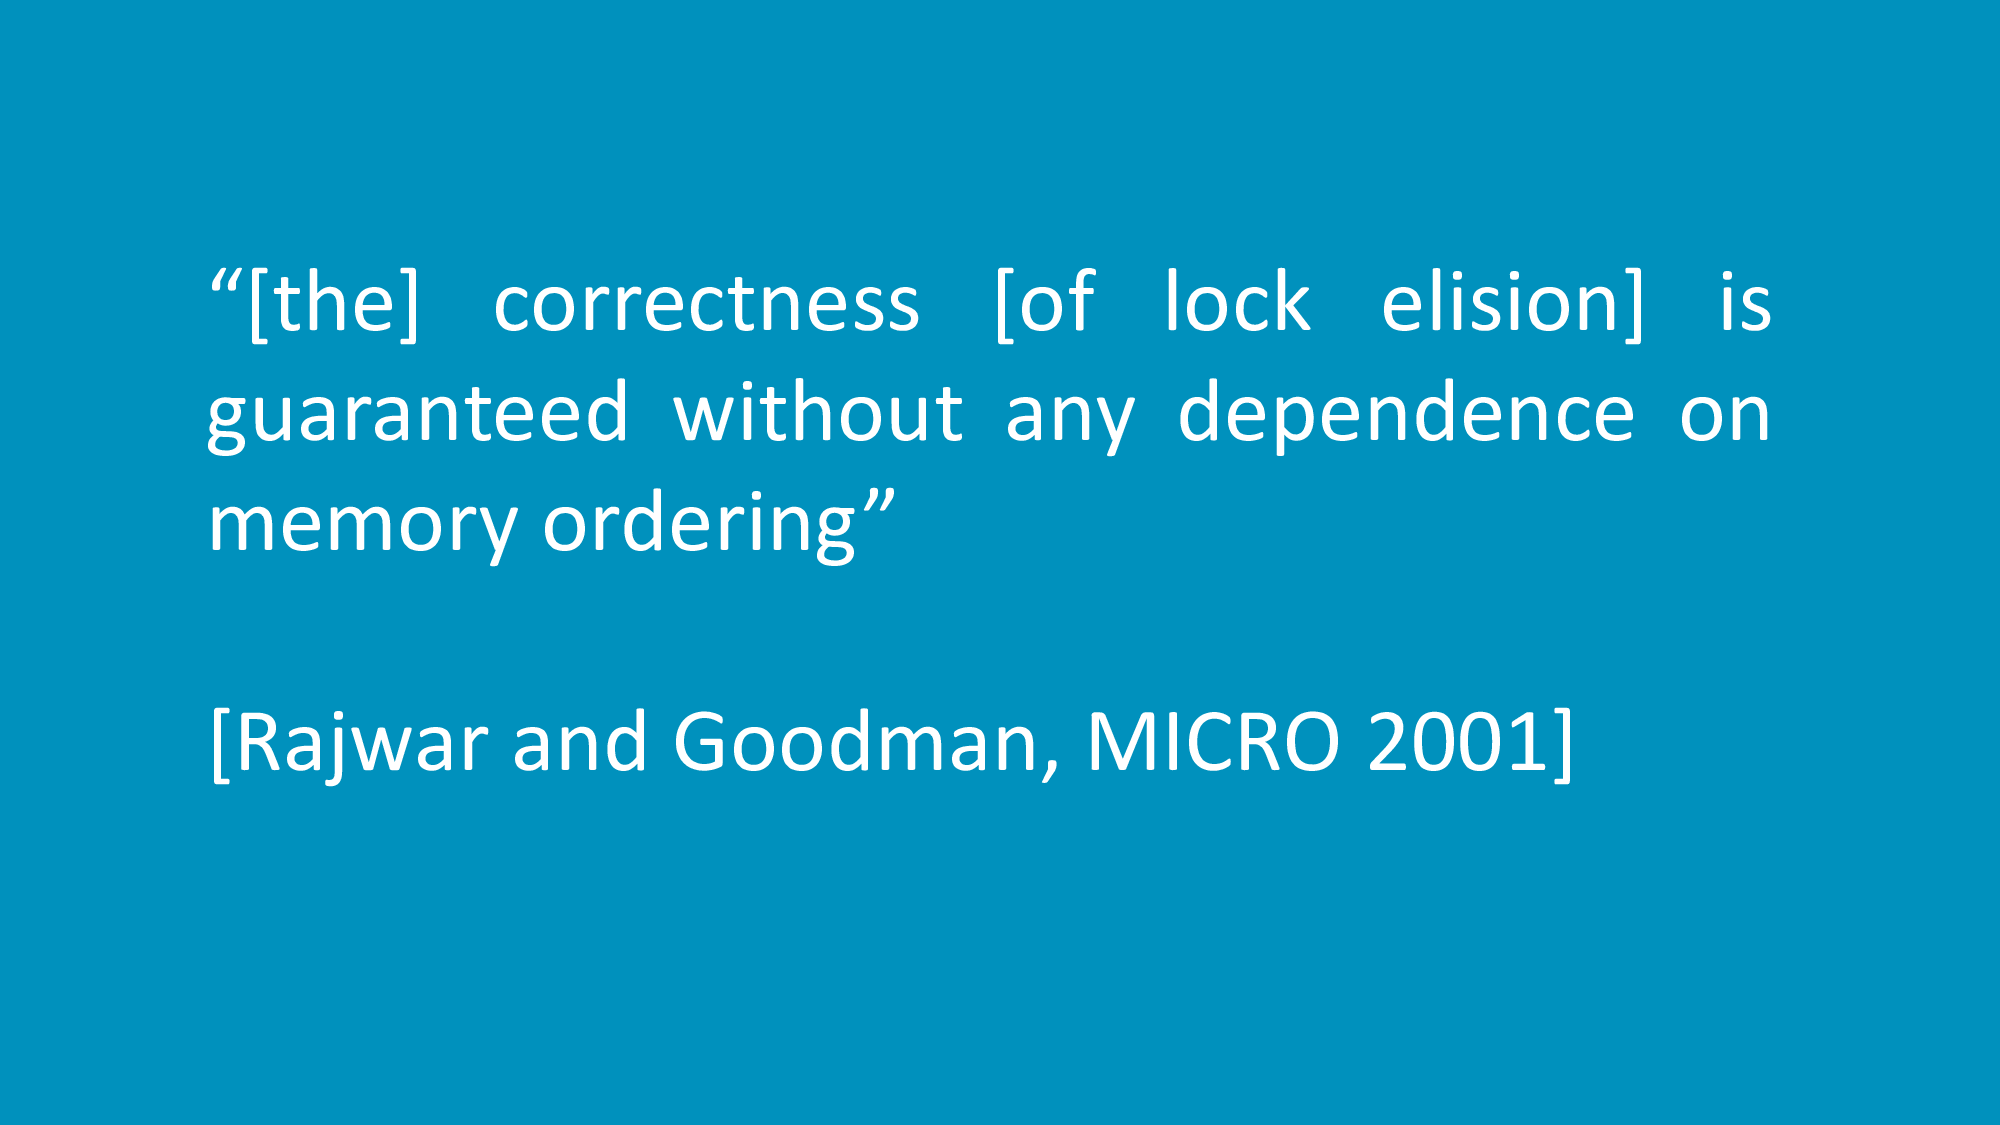 “[the] correctness [of lock elision] is
guaranteed without any dependence on
memory ordering”
[Rajwar and Goodman, MICRO 2001]